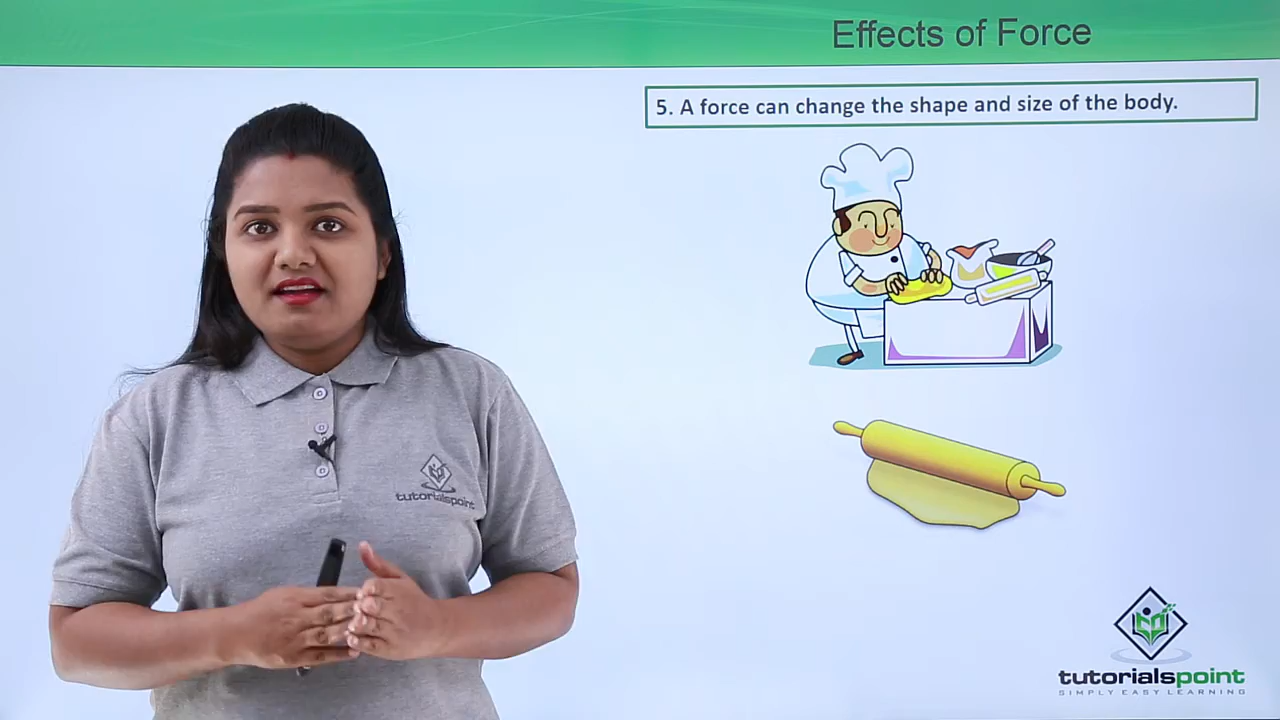 Effects of Force
5. A force can change the shape and size of the body.
tutorialspoint
tutorialspoint
SIMPLY EASY LEARNING